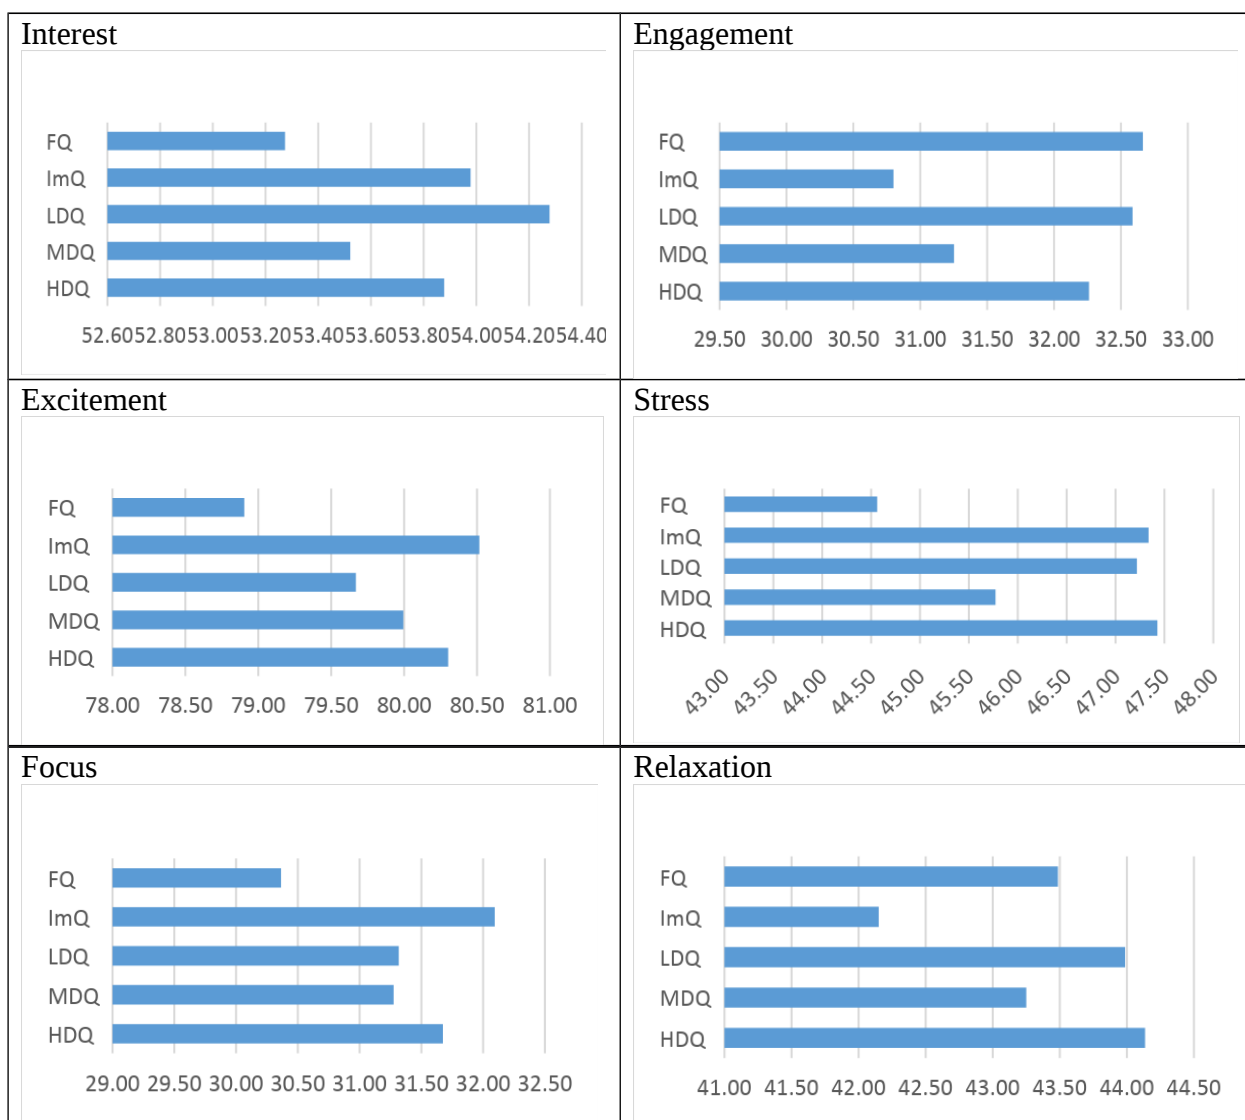 Interest
FQ
ImQ
LDQ
MDQ
HDQ
52.60 52.80 53.00 53.20 53.40 53.60 53.80 54.00 54.20 54.40
Engagement
FQ
ImQ
LDQ
MDQ
HDQ
29.50 30.00 30.50 31.00 31.50 32.00 32.50 33.00
Excitement
FQ
ImQ
LDQ
MDQ
HDQ
78.00 78.50 79.00 79.50 80.00 80.50 81.00
Stress
FQ
ImQ
LDQ
MDQ
HDQ
43.00 43.50 44.00 44.50 45.00 45.50 46.00 46.50 47.00 47.50 48.00
Focus
FQ
ImQ
LDQ
MDQ
HDQ
29.00 29.50 30.00 30.50 31.00 31.50 32.00 32.50
Relaxation
FQ
ImQ
LDQ
MDQ
HDQ
41.00 41.50 42.00 42.50 43.00 43.50 44.00 44.50